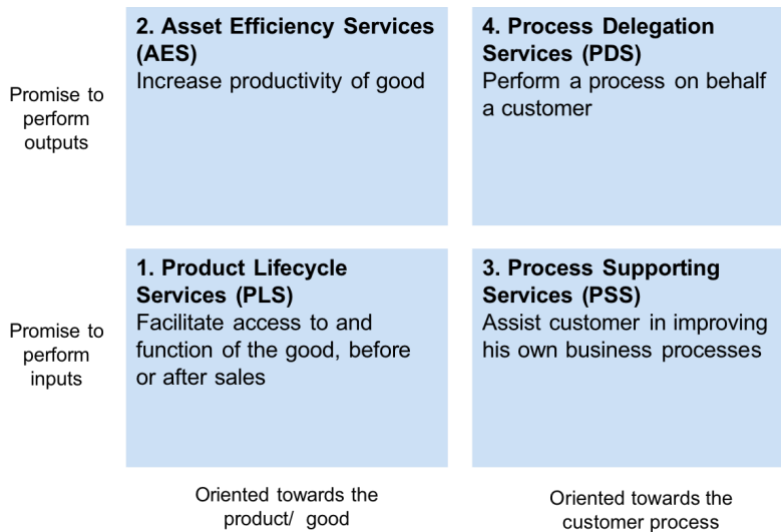 2. Asset Efficiency Services
(AES)
Increase productivity of good
4. Process Delegation
Services (PDS)
Perform a process on behalf
a customer
Promise to
perform
outputs
1. Product Lifecycle
Services (PLS)
Facilitate access to and
function of the good, before
or after sales
3. Process Supporting
Services (PSS)
Assist customer in improving
his own business processes
Promise to
perform
inputs
Oriented towards the
product/ good
Oriented towards the
customer process